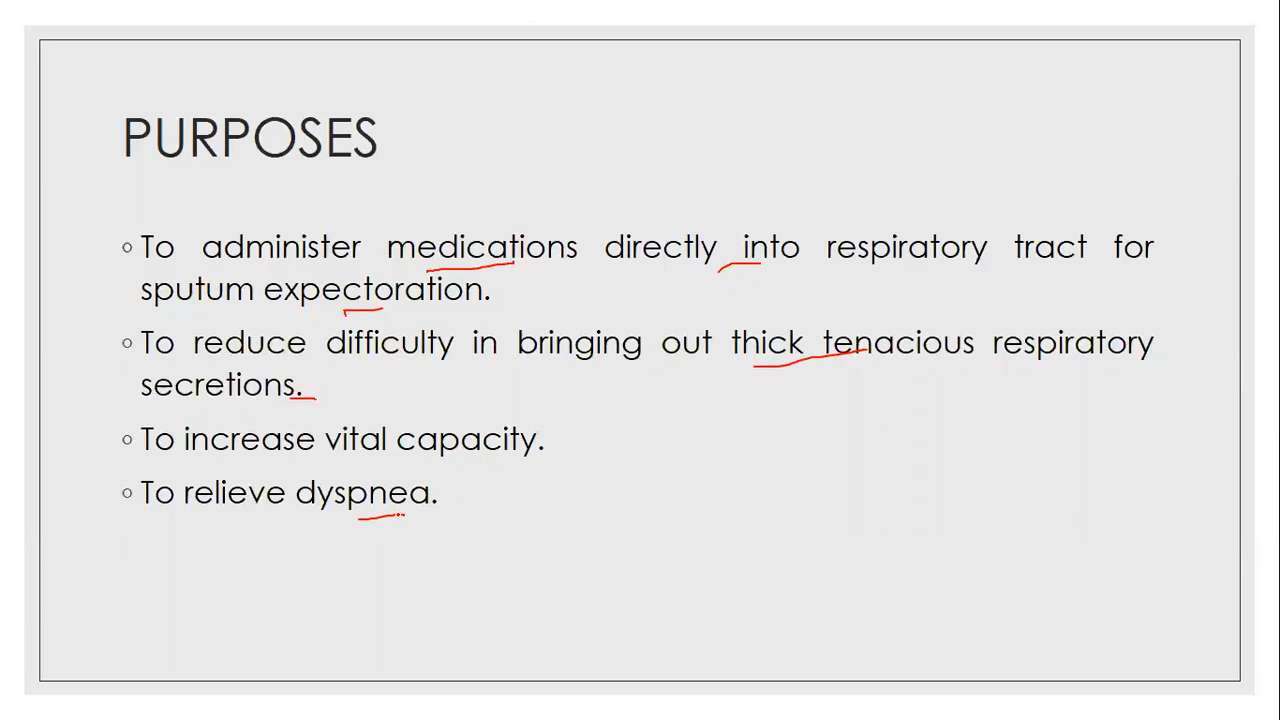 PURPOSES
◦ To administer medications directly into respiratory tract for
sputum expectoration.
◦ To reduce difficulty in bringing out thick tenacious respiratory
secretions.
◦ To increase vital capacity.
◦ To relieve dyspnea.